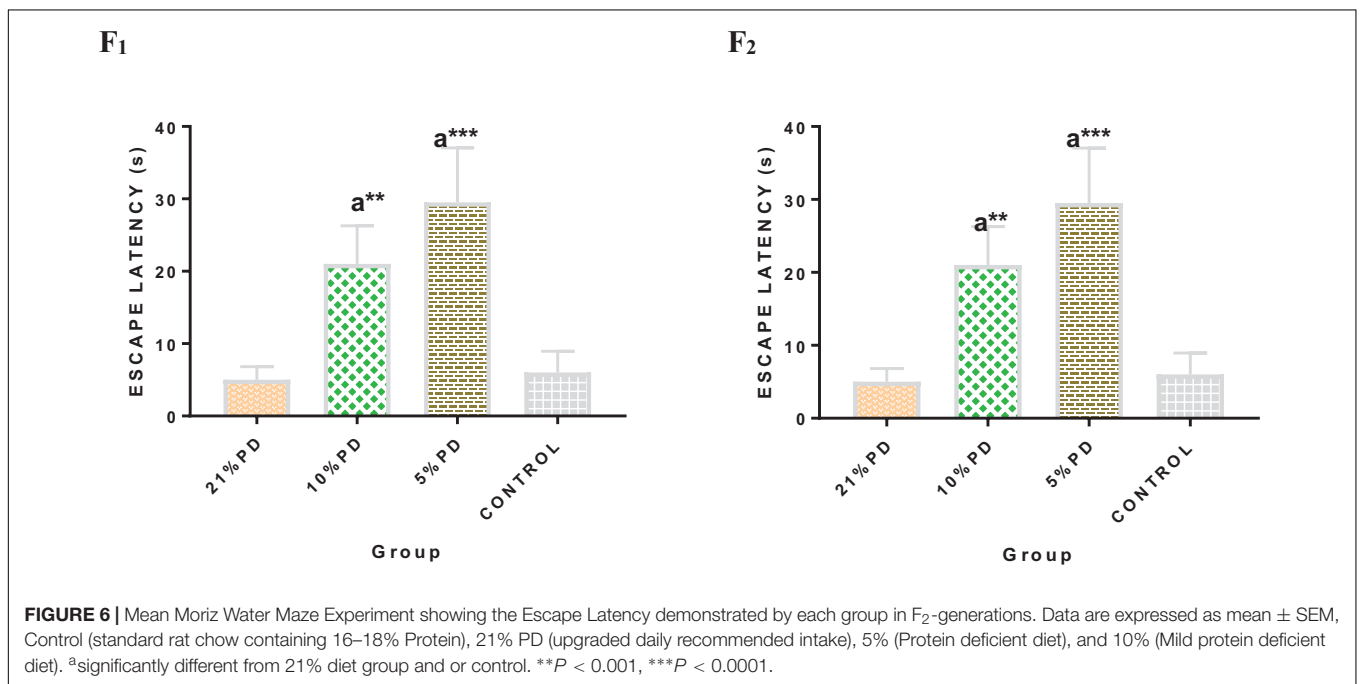 F₁
ESCAPE LATENCY (s)
40
30
20
10
0
a**
a***
21%PD
10%PD
5%PD
CONTROL
Group
F₂
ESCAPE LATENCY (s)
40
30
20
10
0
a**
a***
21%PD
10%PD
5%PD
CONTROL
Group
FIGURE 6 | Mean Moriz Water Maze Experiment showing the Escape Latency demonstrated by each group in F₂-generations. Data are expressed as mean ± SEM,
Control (standard rat chow containing 16–18% Protein), 21% PD (upgraded daily recommended intake), 5% (Protein deficient diet), and 10% (Mild protein deficient
diet). ᵃsignificantly different from 21% diet group and or control. **P < 0.001, ***P < 0.0001.